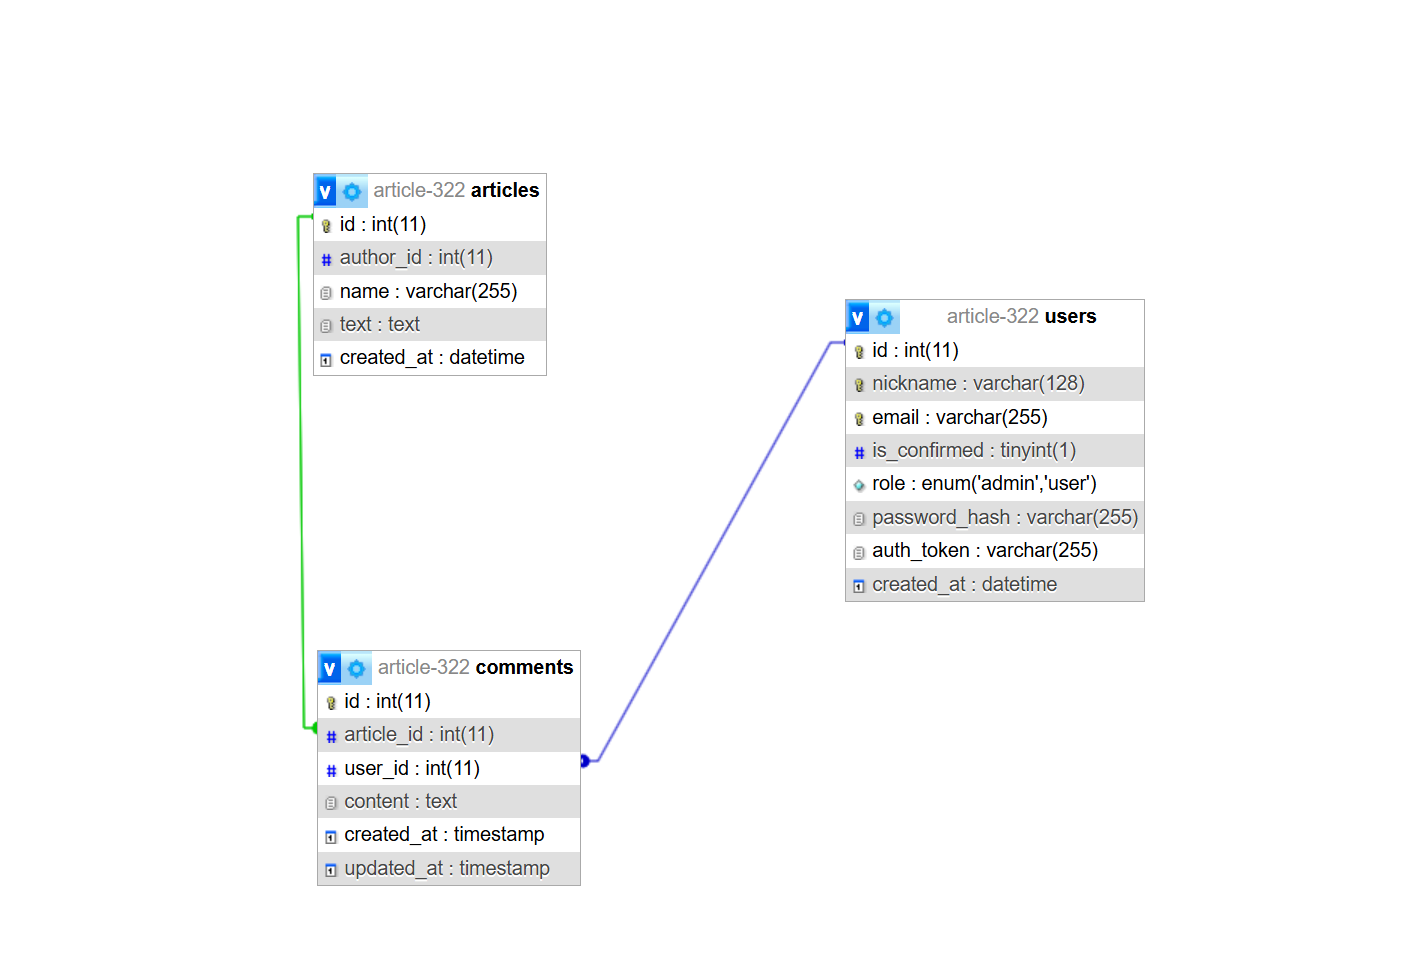 v article-322 articles
id : int(11)
author_id : int(11)
name : varchar(255)
text : text
created_at : datetime
v article-322 users
id : int(11)
nickname : varchar(128)
email : varchar(255)
is_confirmed : tinyint(1)
role : enum('admin','user')
password_hash : varchar(255)
auth_token : varchar(255)
created_at : datetime
v article-322 comments
id : int(11)
article_id : int(11)
user_id : int(11)
content : text
created_at : timestamp
updated_at : timestamp